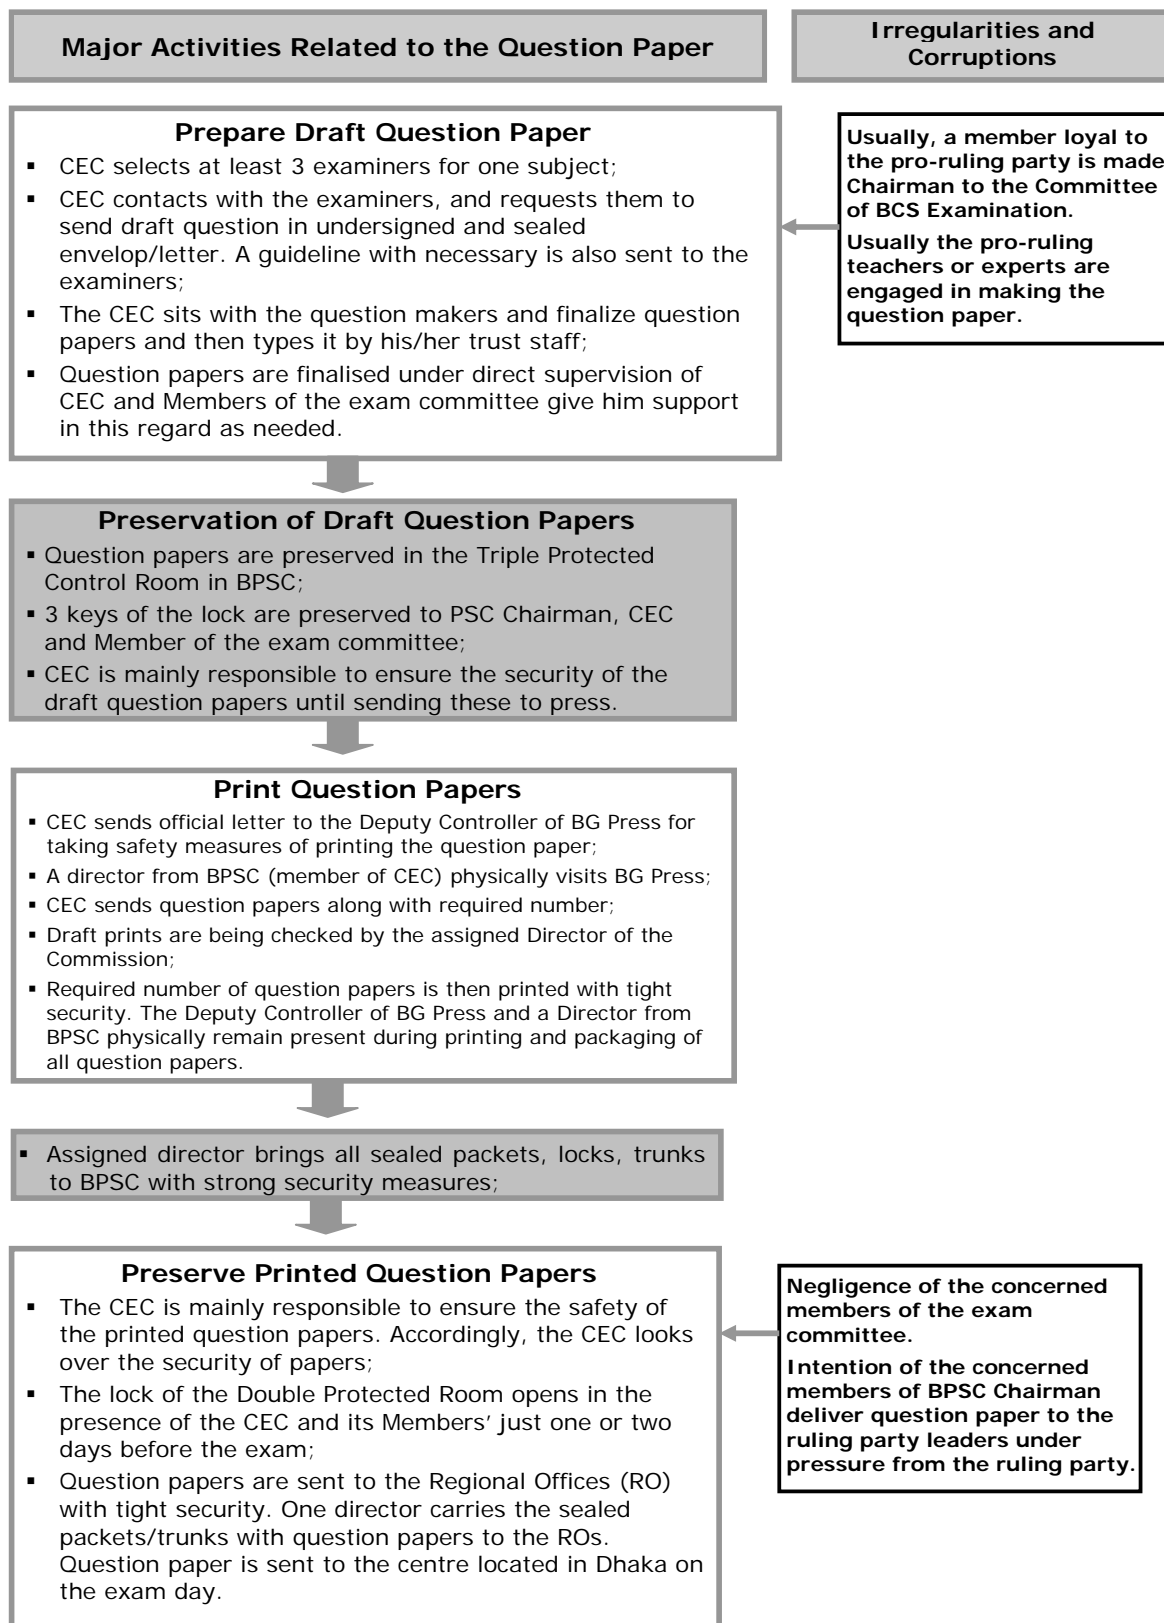 Major Activities Related to the Question Paper
Irregularities and
Corruptions
Prepare Draft Question Paper
▪ CEC selects at least 3 examiners for one subject;
▪ CEC contacts with the examiners, and requests them to
send draft question in undersigned and sealed
envelop/letter. A guideline with necessary is also sent to the
examiners;
▪ The CEC sits with the question makers and finalize question
papers and then types it by his/her trust staff;
▪ Question papers are finalised under direct supervision of
CEC and Members of the exam committee give him support
in this regard as needed.
Usually, a member loyal to
the pro-ruling party is made
Chairman to the Committee
of BCS Examination.
Usually the pro-ruling
teachers or experts are
engaged in making the
question paper.
Preservation of Draft Question Papers
▪ Question papers are preserved in the Triple Protected
Control Room in BPSC;
▪ 3 keys of the lock are preserved to PSC Chairman, CEC
and Member of the exam committee;
▪ CEC is mainly responsible to ensure the security of the
draft question papers until sending these to press.
Print Question Papers
▪ CEC sends official letter to the Deputy Controller of BG Press for
taking safety measures of printing the question paper;
▪ A director from BPSC (member of CEC) physically visits BG Press;
▪ CEC sends question papers along with required number;
▪ Draft prints are being checked by the assigned Director of the
Commission;
▪ Required number of question papers is then printed with tight
security. The Deputy Controller of BG Press and a Director from
BPSC physically remain present during printing and packaging of
all question papers.
▪ Assigned director brings all sealed packets, locks, trunks
to BPSC with strong security measures;
Preserve Printed Question Papers
▪ The CEC is mainly responsible to ensure the safety of
the printed question papers. Accordingly, the CEC looks
over the security of papers;
▪ The lock of the Double Protected Room opens in the
presence of the CEC and its Members’ just one or two
days before the exam;
▪ Question papers are sent to the Regional Offices (RO)
with tight security. One director carries the sealed
packets/trunks with question papers to the ROs.
Question paper is sent to the centre located in Dhaka on
the exam day.
Negligence of the concerned
members of the exam
committee.
Intention of the concerned
members of BPSC Chairman
deliver question paper to the
ruling party leaders under
pressure from the ruling party.